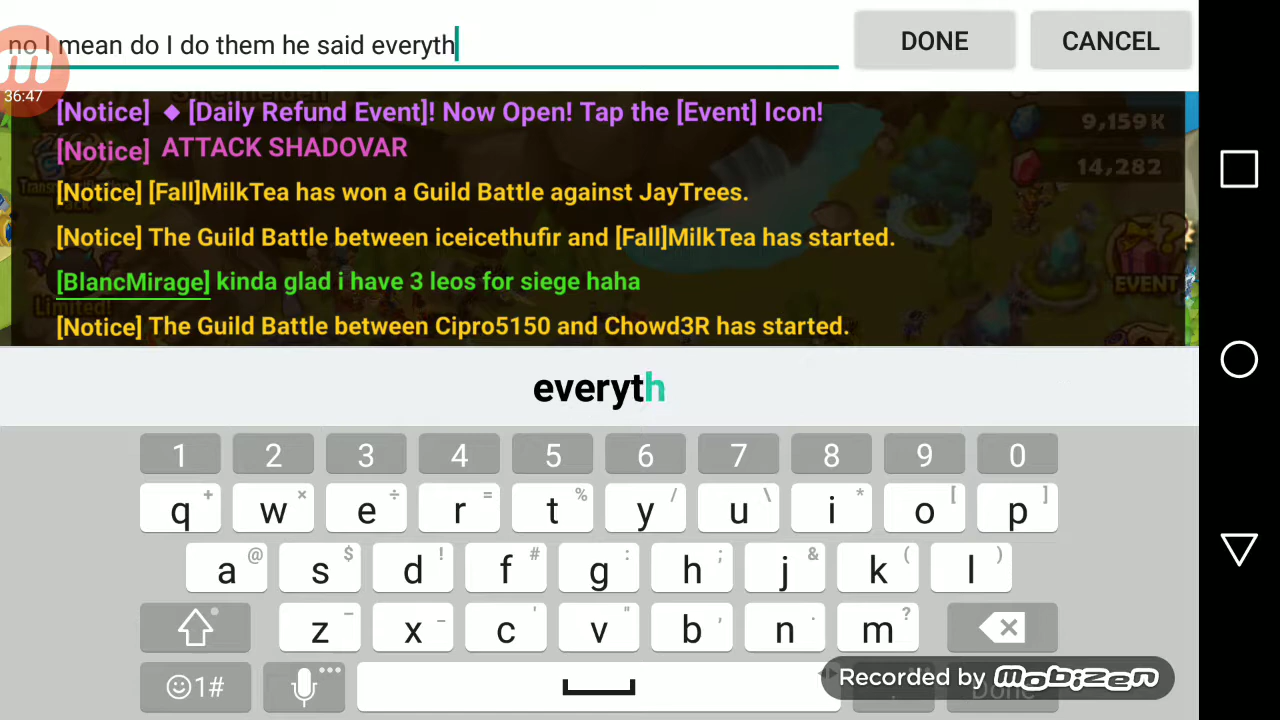 no I mean do I do them he said everyth
DONE
CANCEL
36:47
[Notice] ◆ [Daily Refund Event]! Now Open! Tap the [Event] Icon!
9,159K
[Notice] ATTACK SHADOVAR
14,282
[Notice] [Fall]MilkTea has won a Guild Battle against JayTrees.
[Notice] The Guild Battle between iceicethufir and [Fall]MilkTea has started.
[BlancMirage] kinda glad i have 3 leos for siege haha
EVENT
Limited!
[Notice] The Guild Battle between Cipro5150 and Chowd3R has started.
everyth
1 2 3 4 5 6 7 8 9 0
q + w × e ÷ r = t % y / u \ i * o [ p ]
a @ s $ d ! f # g : h ; j & k ( l )
z - x _ c ' v " b , n . m ?
☺1# Done
Recorded by mobizen